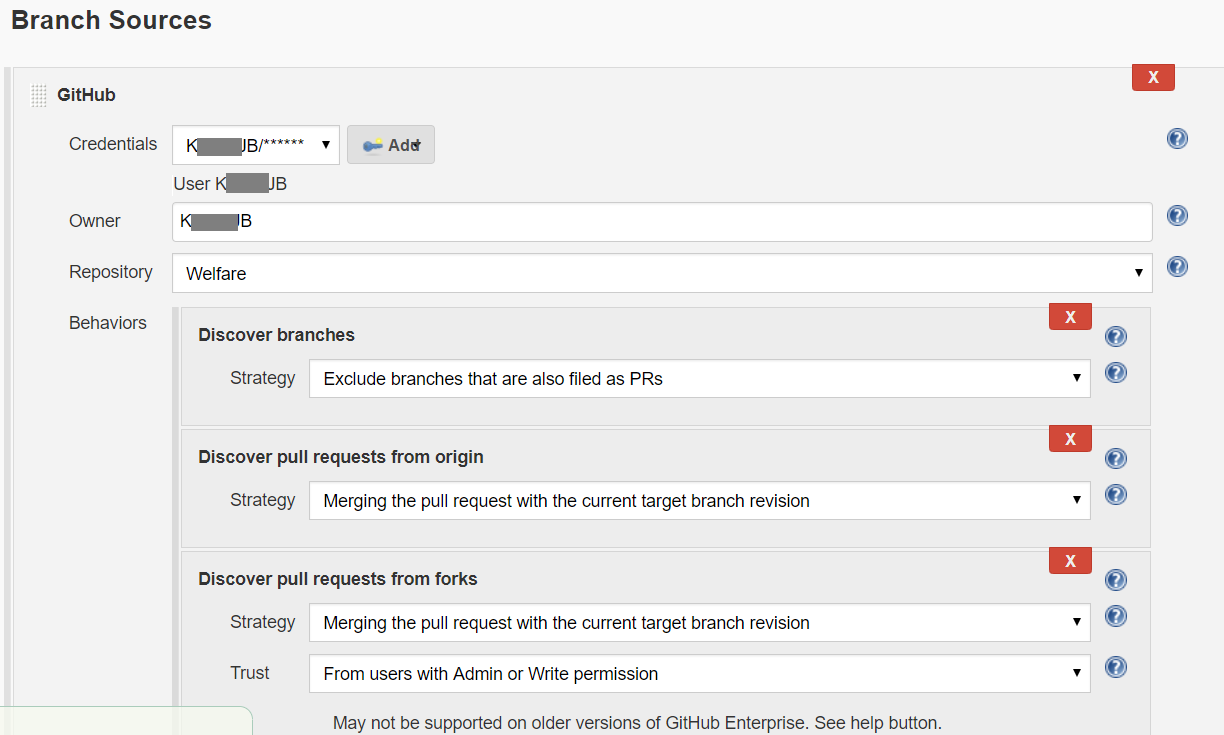 Branch Sources
X
GitHub
Credentials K JB/****** Add
User K JB
Owner K JB
Repository Welfare
Behaviors
X
Discover branches
Strategy Exclude branches that are also filed as PRs
X
Discover pull requests from origin
Strategy Merging the pull request with the current target branch revision
X
Discover pull requests from forks
Strategy Merging the pull request with the current target branch revision
Trust From users with Admin or Write permission
May not be supported on older versions of GitHub Enterprise. See help button.